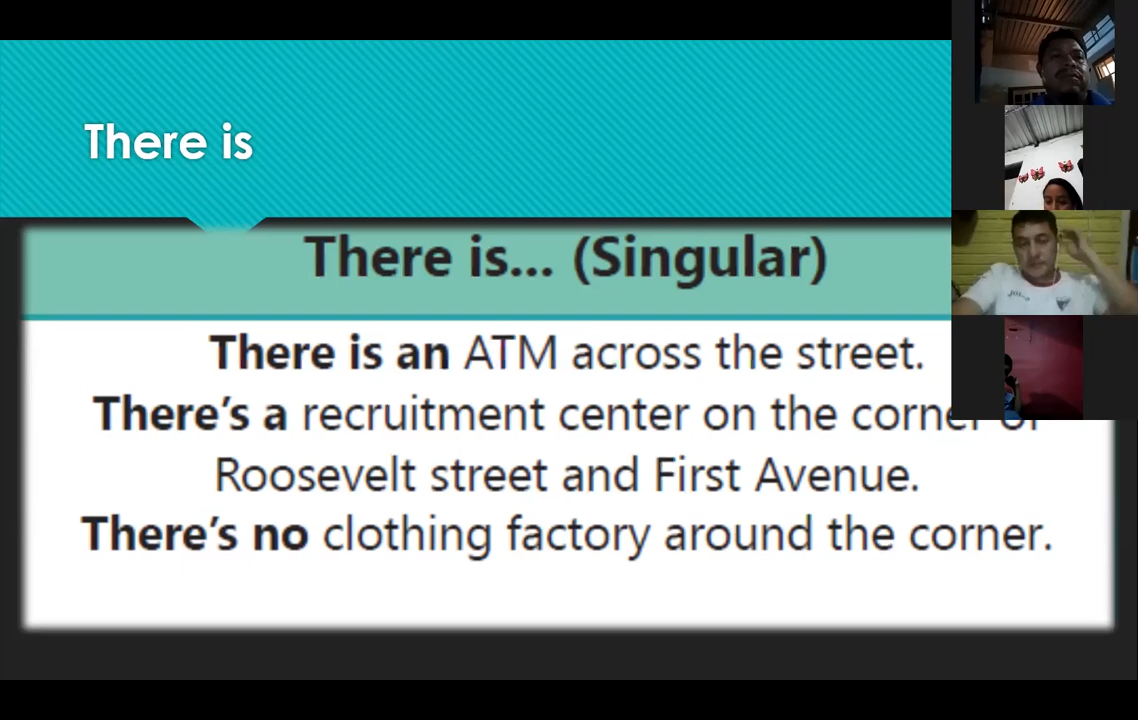 There is
There is... (Singular)
There is an ATM across the street.
There's a recruitment center on the corner of
Roosevelt street and First Avenue.
There's no clothing factory around the corner.